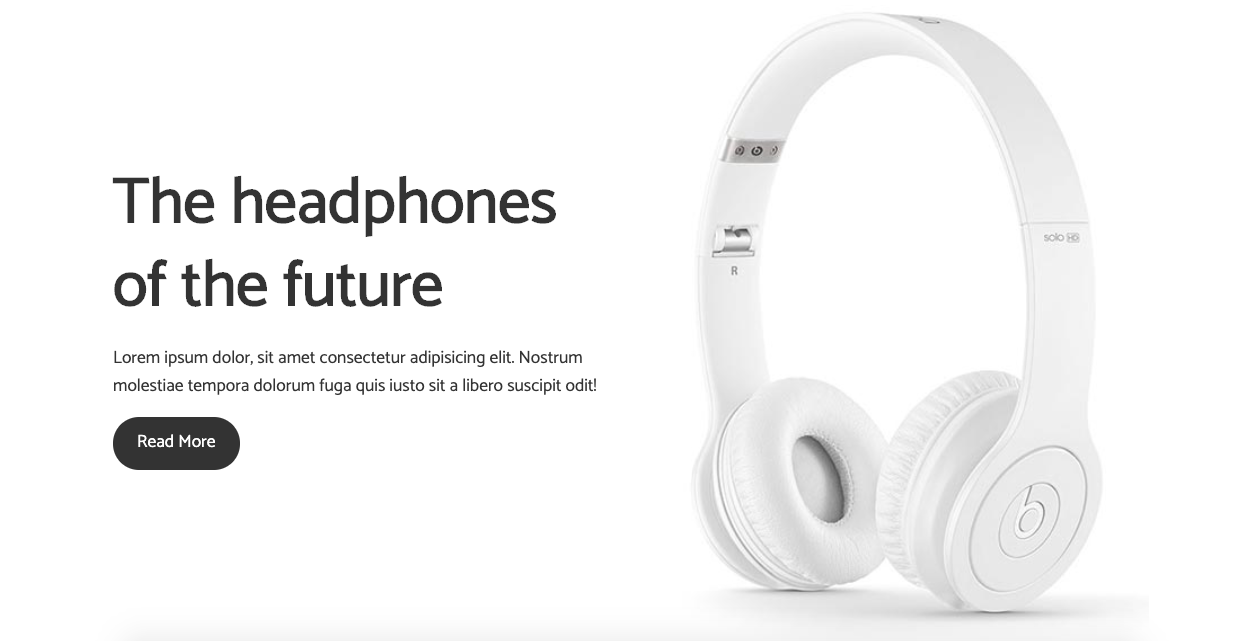 The headphones
of the future
Lorem ipsum dolor, sit amet consectetur adipisicing elit. Nostrum
molestiae tempora dolorum fuga quis iusto sit a libero suscipit odit!
Read More
R
solo HD
b